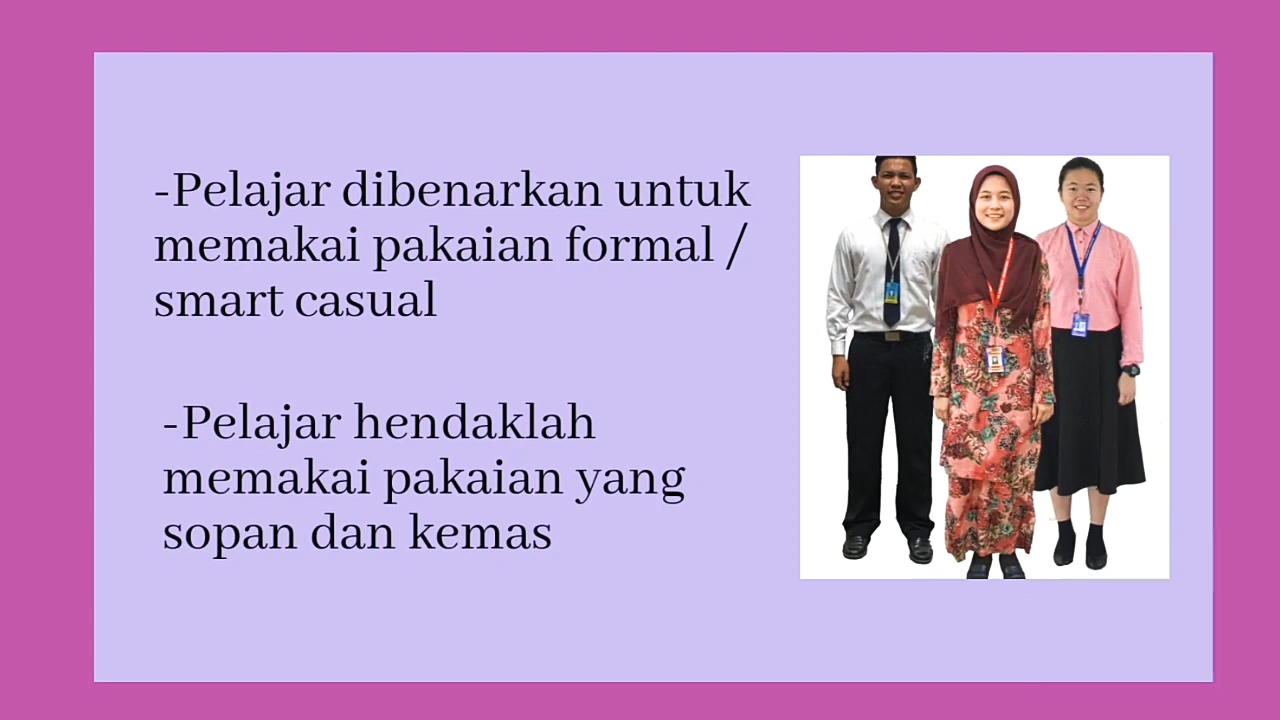 -Pelajar dibenarkan untuk
memakai pakaian formal /
smart casual
-Pelajar hendaklah
memakai pakaian yang
sopan dan kemas